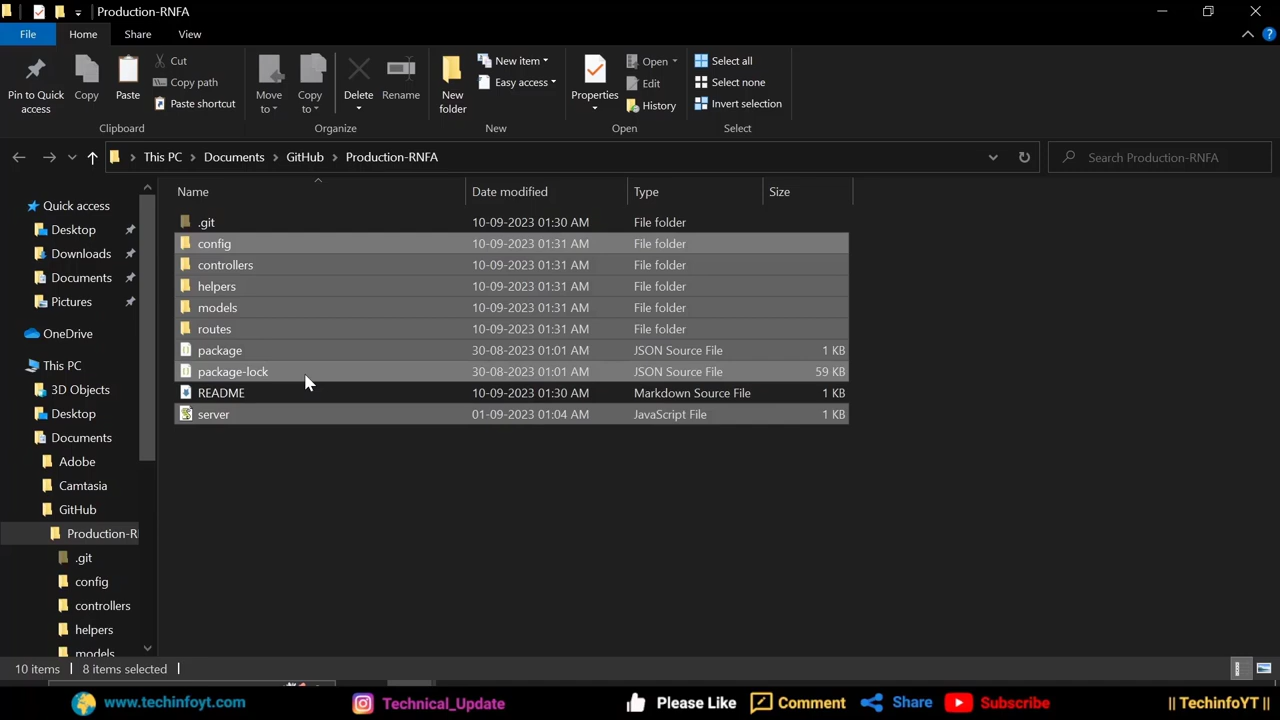 Production-RNFA
File Home Share View
Pin to Quick access
Copy
Paste
Cut
Copy path
Paste shortcut
Clipboard
Move to
Copy to
Delete
Rename
Organize
New folder
New item
Easy access
New
Properties
Open
Edit
History
Open
Select all
Select none
Invert selection
Select
This PC > Documents > GitHub > Production-RNFA
Search Production-RNFA
Name Date modified Type Size
.git 10-09-2023 01:30 AM File folder
config 10-09-2023 01:31 AM File folder
controllers 10-09-2023 01:31 AM File folder
helpers 10-09-2023 01:31 AM File folder
models 10-09-2023 01:31 AM File folder
routes 10-09-2023 01:31 AM File folder
package 30-08-2023 01:01 AM JSON Source File 1 KB
package-lock 30-08-2023 01:01 AM JSON Source File 59 KB
README 10-09-2023 01:30 AM Markdown Source File 1 KB
server 01-09-2023 01:04 AM JavaScript File 1 KB
Quick access
Desktop
Downloads
Documents
Pictures
OneDrive
This PC
3D Objects
Desktop
Documents
Adobe
Camtasia
GitHub
Production-R
.git
config
controllers
helpers
models
10 items 8 items selected
www.techinfoyt.com Technical_Update Please Like Comment Share Subscribe || TechinfoYT ||